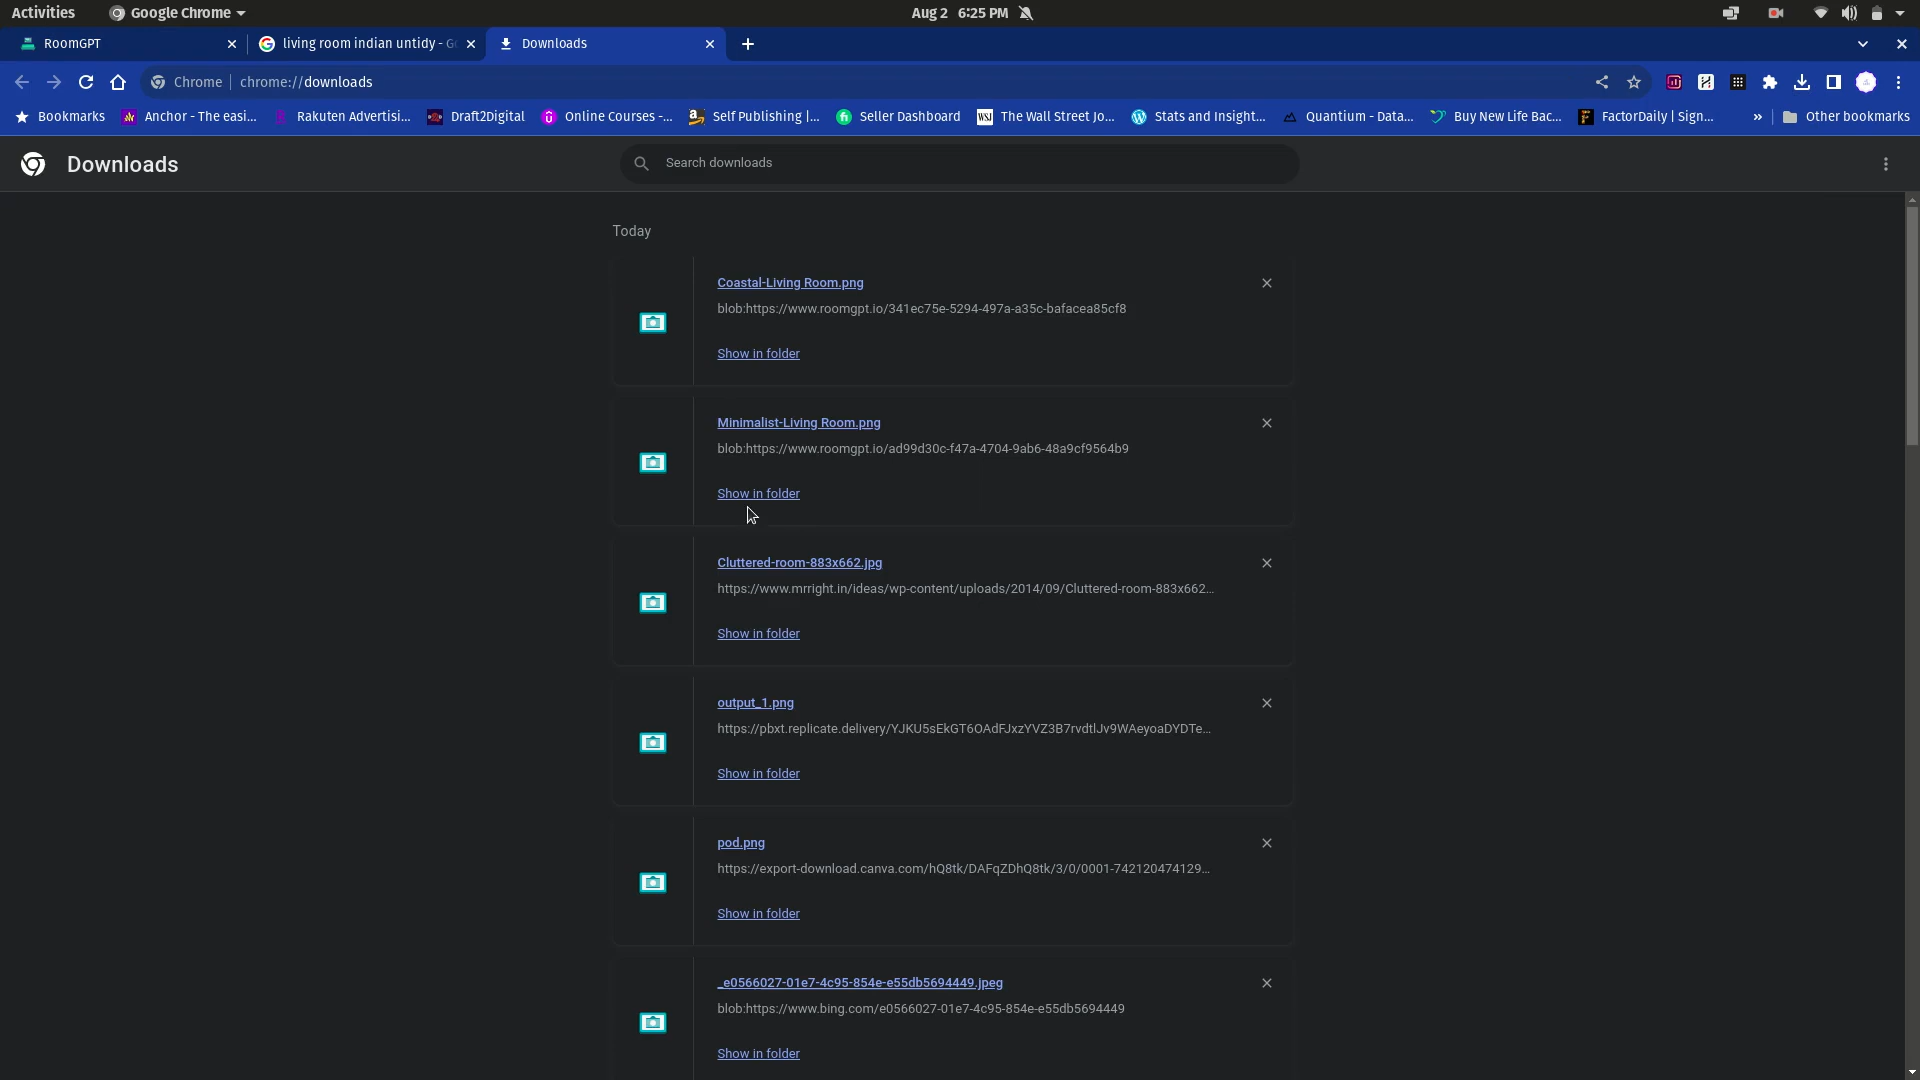 Activities
Google Chrome
Aug 2 6:25 PM
RoomGPT
living room indian untidy - Go
Downloads
Chrome
chrome://downloads
Bookmarks
Anchor - The easi...
Rakuten Advertisi...
Draft2Digital
Online Courses -...
Self Publishing |...
Seller Dashboard
The Wall Street Jo...
Stats and Insight...
Quantium - Data...
Buy New Life Bac...
FactorDaily | Sign...
»
Other bookmarks
Downloads
Search downloads
Today
Coastal-Living Room.png
blob:https://www.roomgpt.io/341ec75e-5294-497a-a35c-bafacea85cf8
Show in folder
Minimalist-Living Room.png
blob:https://www.roomgpt.io/ad99d30c-f47a-4704-9ab6-48a9cf9564b9
Show in folder
Cluttered-room-883x662.jpg
https://www.mrright.in/ideas/wp-content/uploads/2014/09/Cluttered-room-883x662...
Show in folder
output_1.png
https://pbxt.replicate.delivery/YJKU5sEkGT6OAdFJxzYVZ3B7rvdtlJv9WAeyoaDYDTe...
Show in folder
pod.png
https://export-download.canva.com/hQ8tk/DAFqZDhQ8tk/3/0/0001-742120474129...
Show in folder
_e0566027-01e7-4c95-854e-e55db5694449.jpeg
blob:https://www.bing.com/e0566027-01e7-4c95-854e-e55db5694449
Show in folder